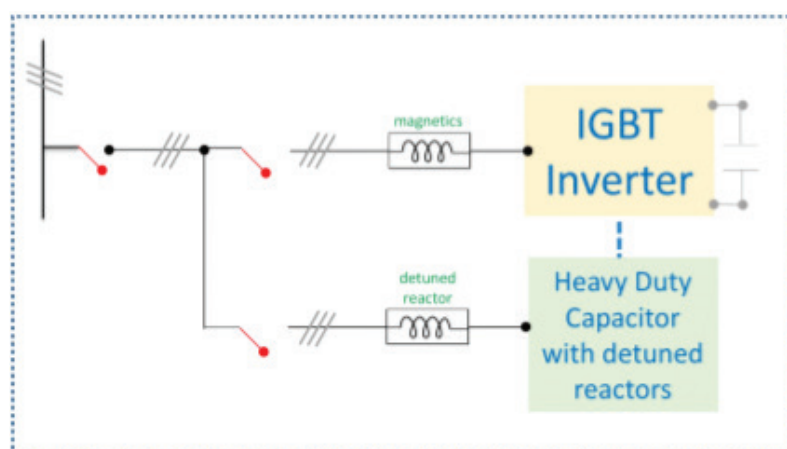 magnetics
IGBT
Inverter
detuned
reactor
Heavy Duty
Capacitor
with detuned
reactors